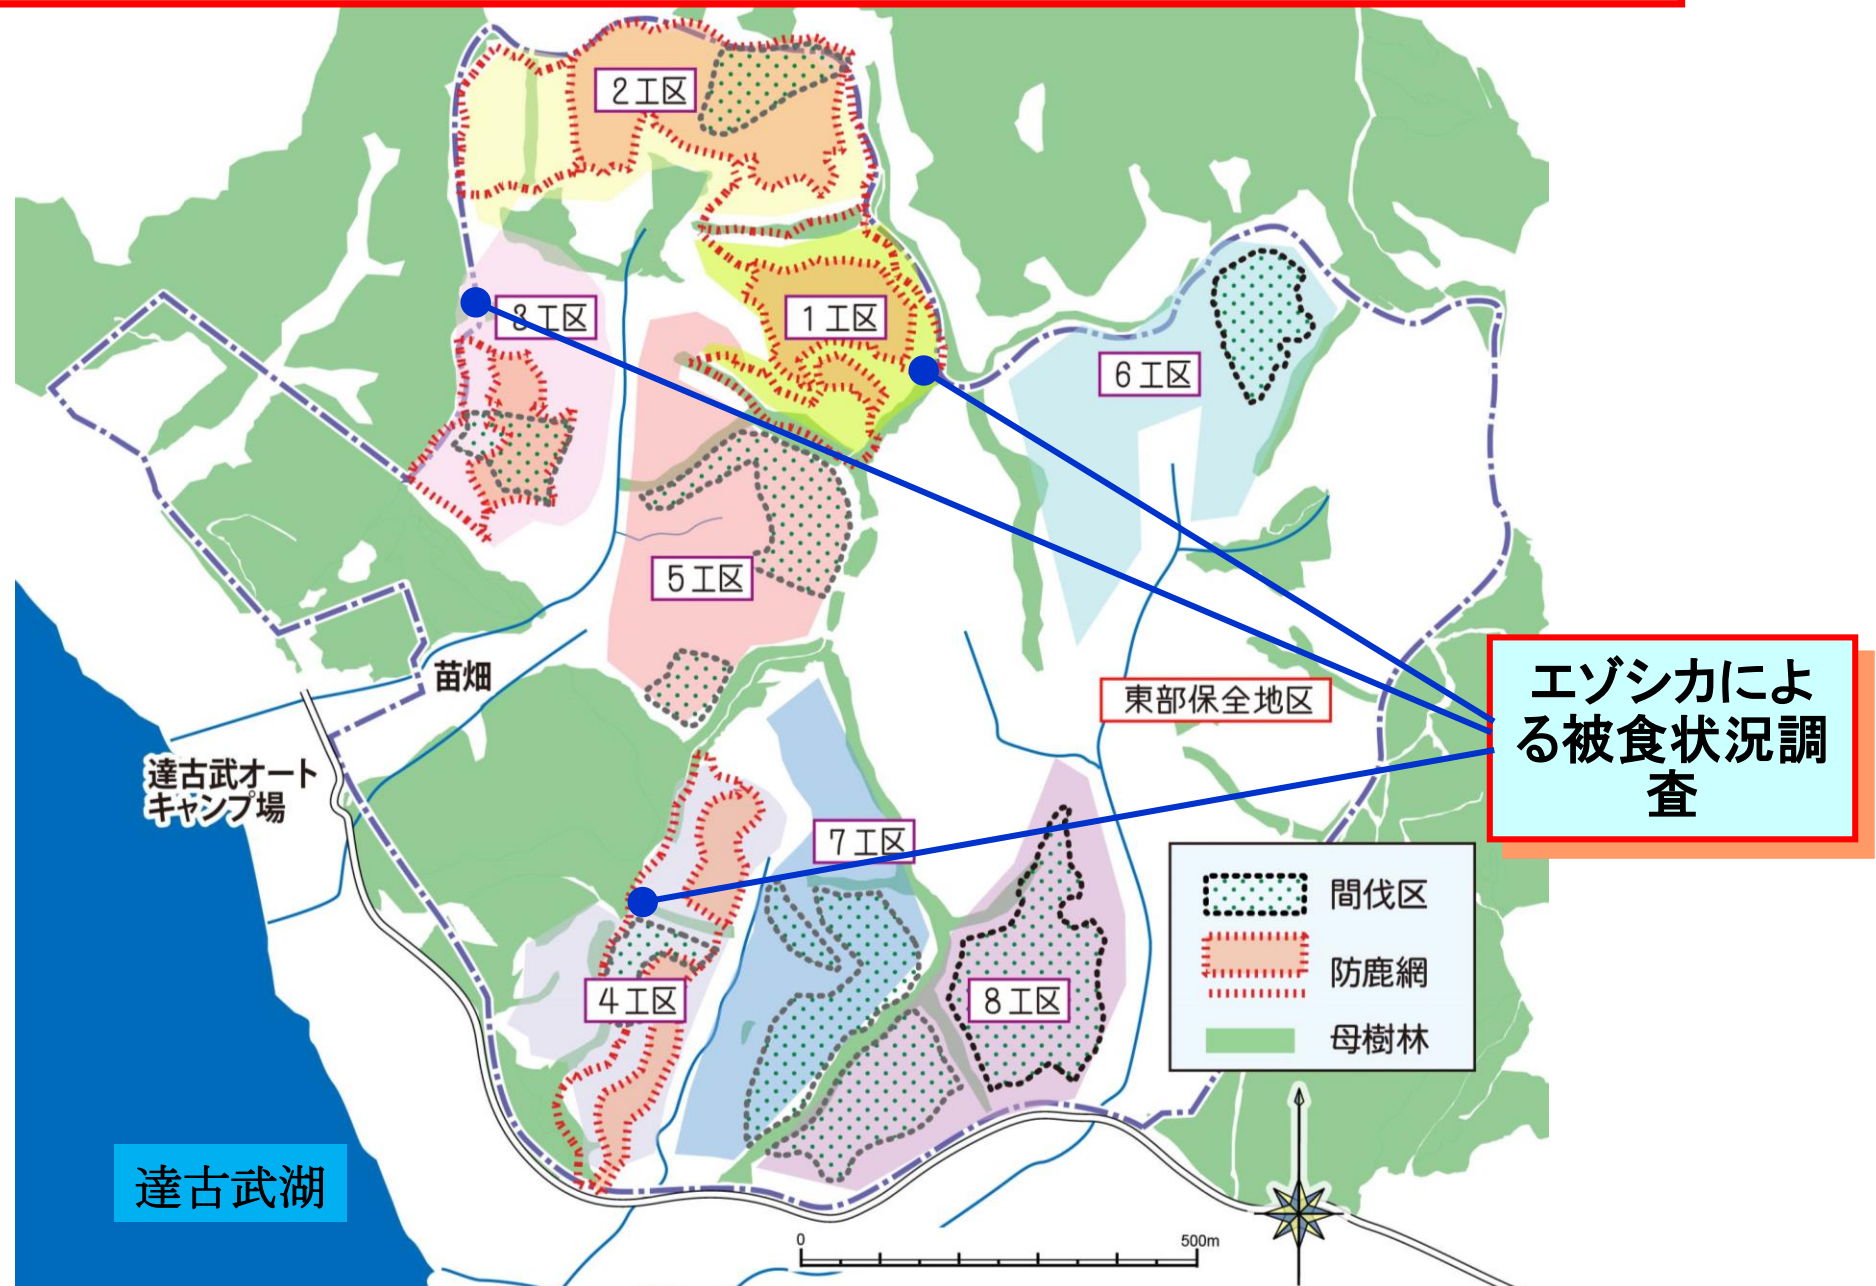 2工区
3工区
1工区
6工区
5工区
苗畑
東部保全地区
エゾシカによ
る被食状況調
査
達古武オート
キャンプ場
7工区
間伐区
防鹿網
母樹林
4工区
8工区
達古武湖
0
500m